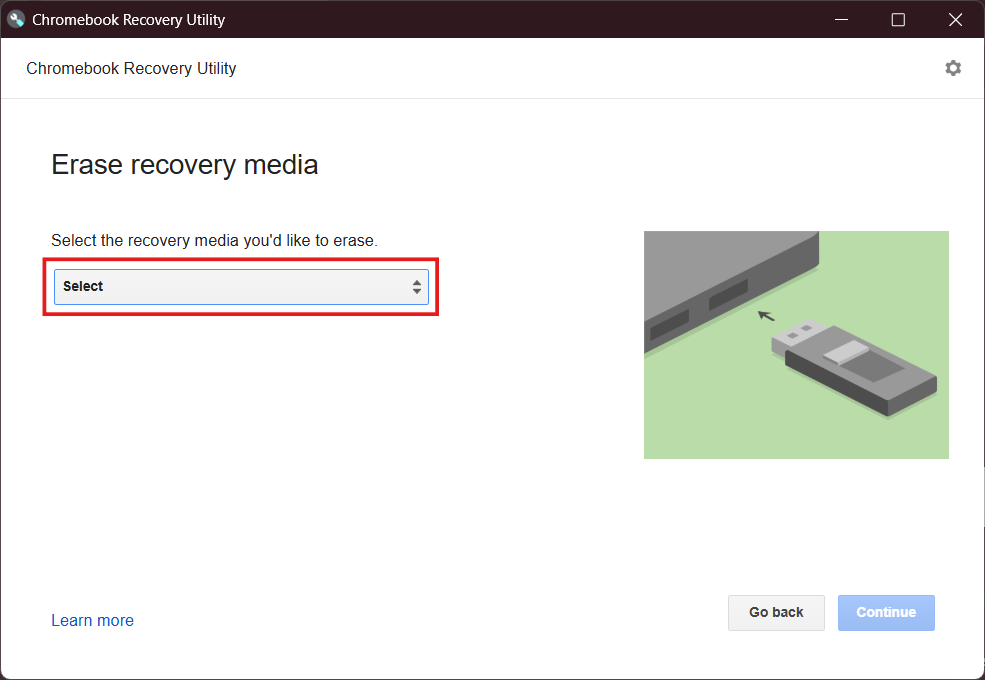 Chromebook Recovery Utility
Chromebook Recovery Utility
Erase recovery media
Select the recovery media you'd like to erase.
Select
Learn more
Go back
Continue